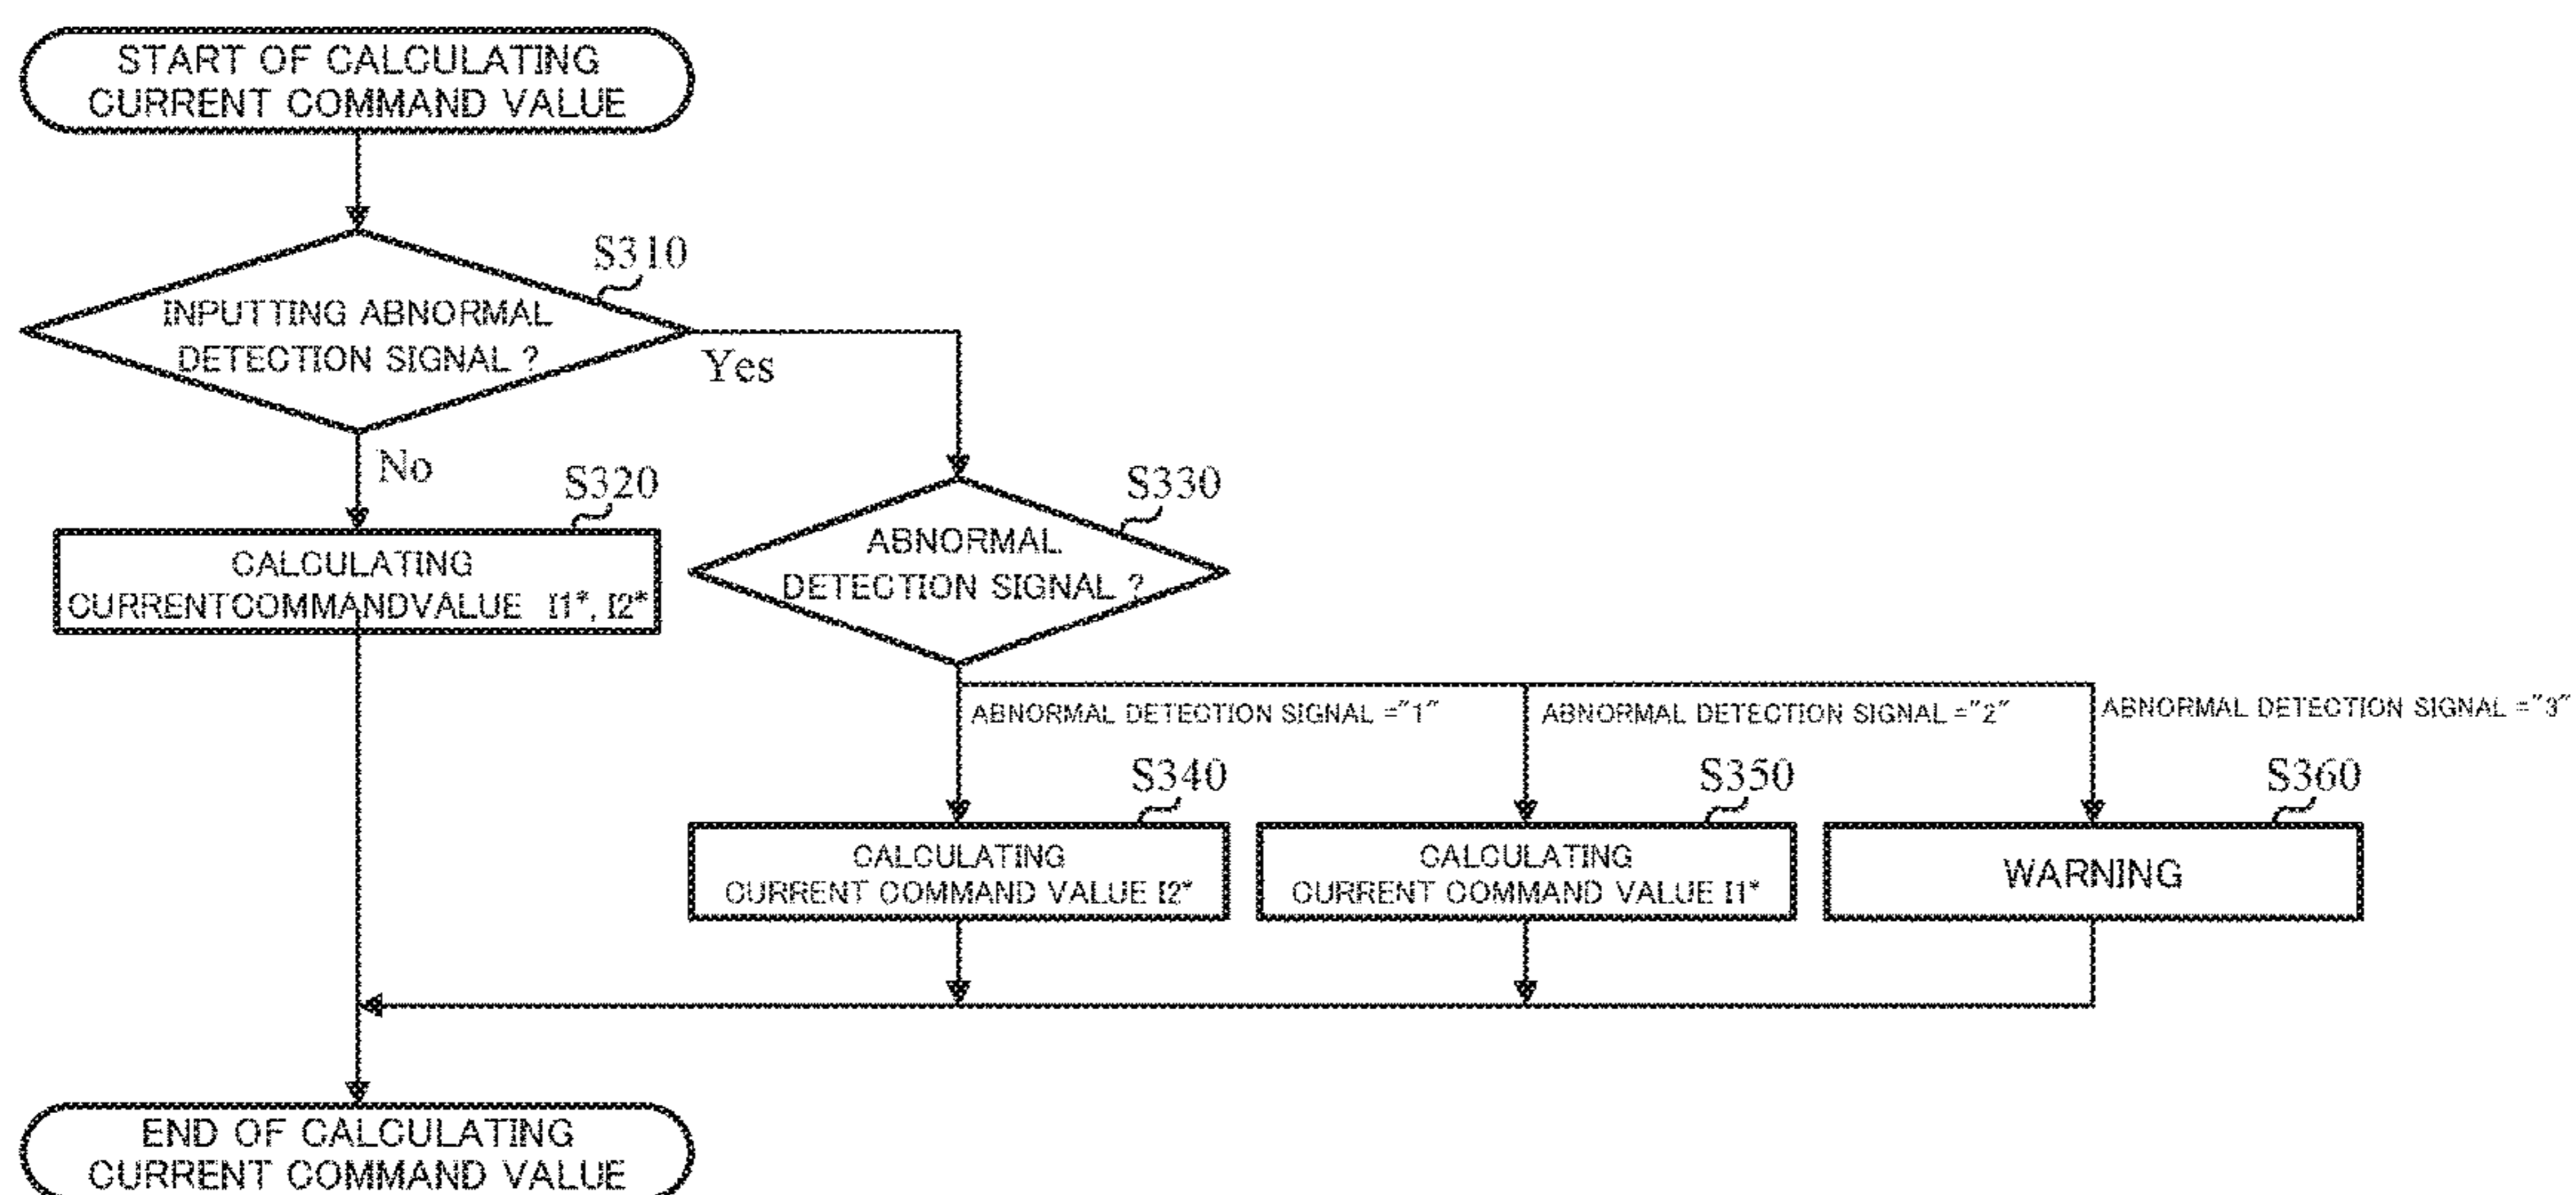 START OF CALCULATING
CURRENT COMMAND VALUE
S310
INPUTTING ABNORMAL
DETECTION SIGNAL ?
Yes
No
S320
CALCULATING
CURRENTCOMMANDVALUE I1*, I2*
S330
ABNORMAL
DETECTION SIGNAL ?
ABNORMAL DETECTION SIGNAL ="1"
ABNORMAL DETECTION SIGNAL ="2"
ABNORMAL DETECTION SIGNAL ="3"
S340
CALCULATING
CURRENT COMMAND VALUE I2*
S350
CALCULATING
CURRENT COMMAND VALUE I1*
S360
WARNING
END OF CALCULATING
CURRENT COMMAND VALUE